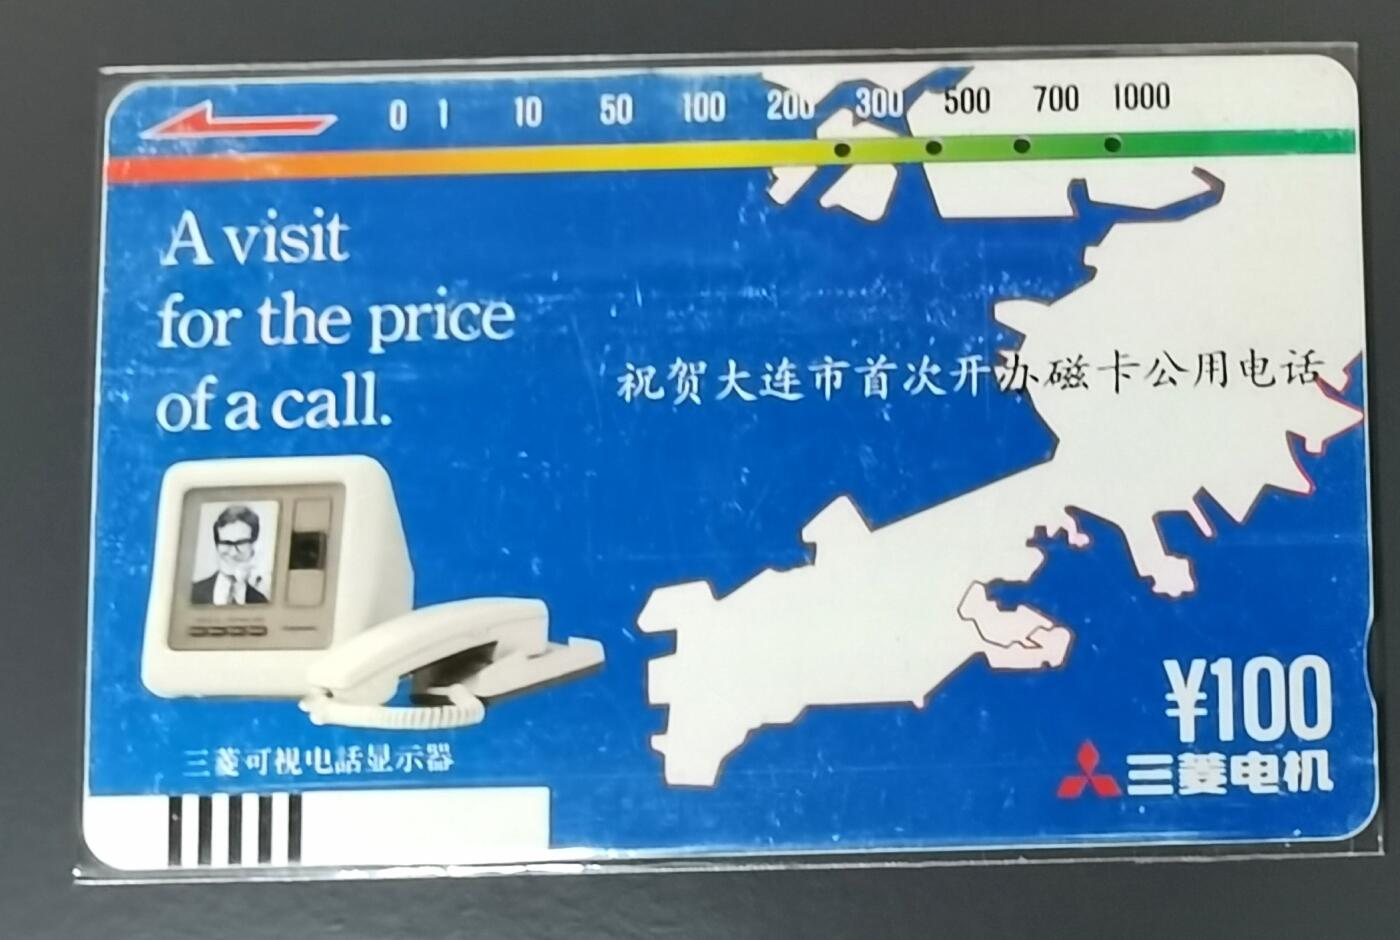 0 1 10 50 100 200 300 500 700 1000
A visit
for the price
of a call.
祝贺大连市首次开办磁卡公用电话
三菱可視电話显示器
¥100
三菱电机